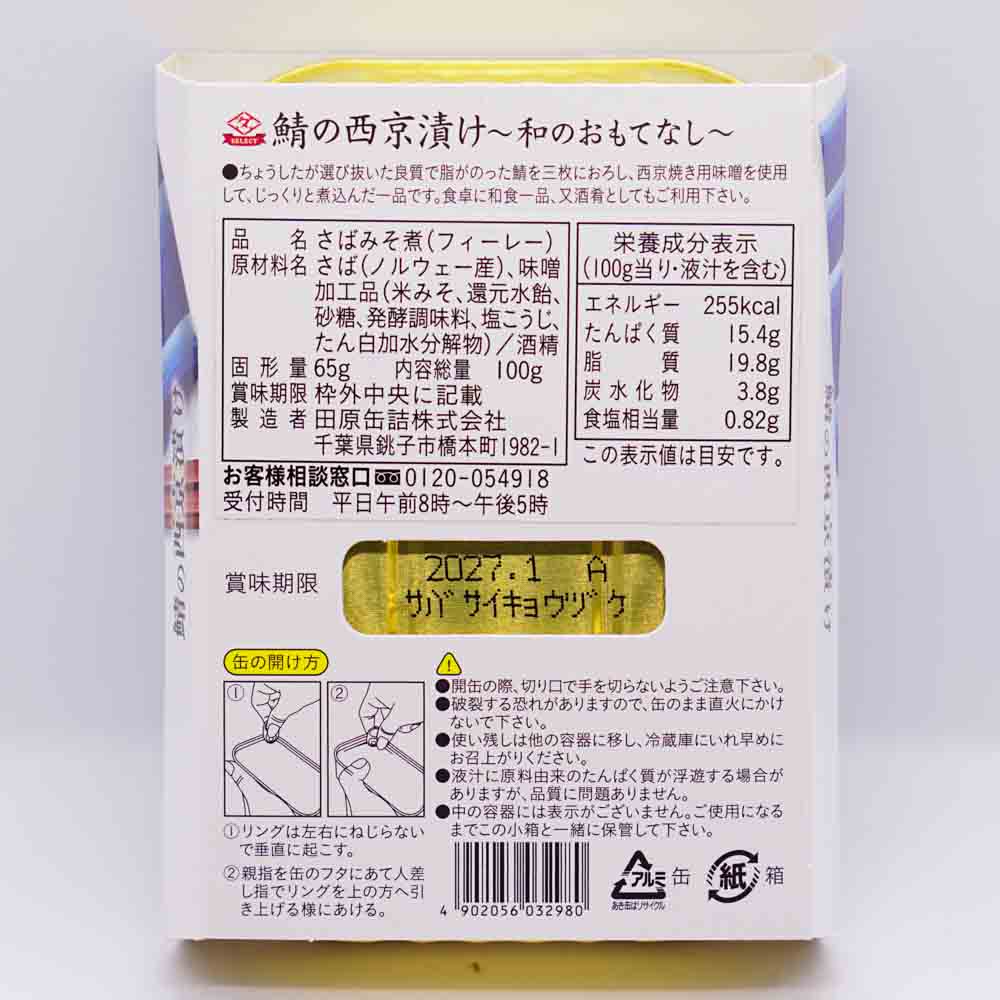 SELECT
鯖の西京漬け～和のおもてなし～
●ちょうしたが選び抜いた良質で脂がのった鯖を三枚におろし、西京焼き用味噌を使用
して、じっくりと煮込んだ一品です。食卓に和食一品、又酒肴としてもご利用下さい。
品名 さばみそ煮(フィーレー)
原材料名 さば(ノルウェー産)、味噌
加工品(米みそ、還元水飴、
砂糖、発酵調味料、塩こうじ、
たん白加水分解物)／酒精
固形量 65g 内容総量 100g
賞味期限 枠外中央に記載
製造者 田原缶詰株式会社
千葉県銚子市橋本町1982-1
栄養成分表示
(100g当り・液汁を含む)
エネルギー 255kcal
たんぱく質 15.4g
脂質 19.8g
炭水化物 3.8g
食塩相当量 0.82g
この表示値は目安です。
お客様相談窓口 0120-054918
受付時間 平日午前8時～午後5時
賞味期限
2027.1 A
サバサイキョウヅケ
缶の開け方
① ②
①リングは左右にねじらない
で垂直に起こす。
②親指を缶のフタにあて人差
し指でリングを上の方へ引
き上げる様にあける。
!
●開缶の際、切り口で手を切らないようご注意下さい。
●破裂する恐れがありますので、缶のまま直火にかけ
ないで下さい。
●使い残しは他の容器に移し、冷蔵庫にいれ早めに
お召上がりください。
●液汁に原料由来のたんぱく質が浮遊する場合が
ありますが、品質に問題ありません。
●中の容器には表示がございません。ご使用になる
までこの小箱と一緒に保管して下さい。
4 902056 032980
アルミ 缶
あき缶はリサイクル
紙 箱